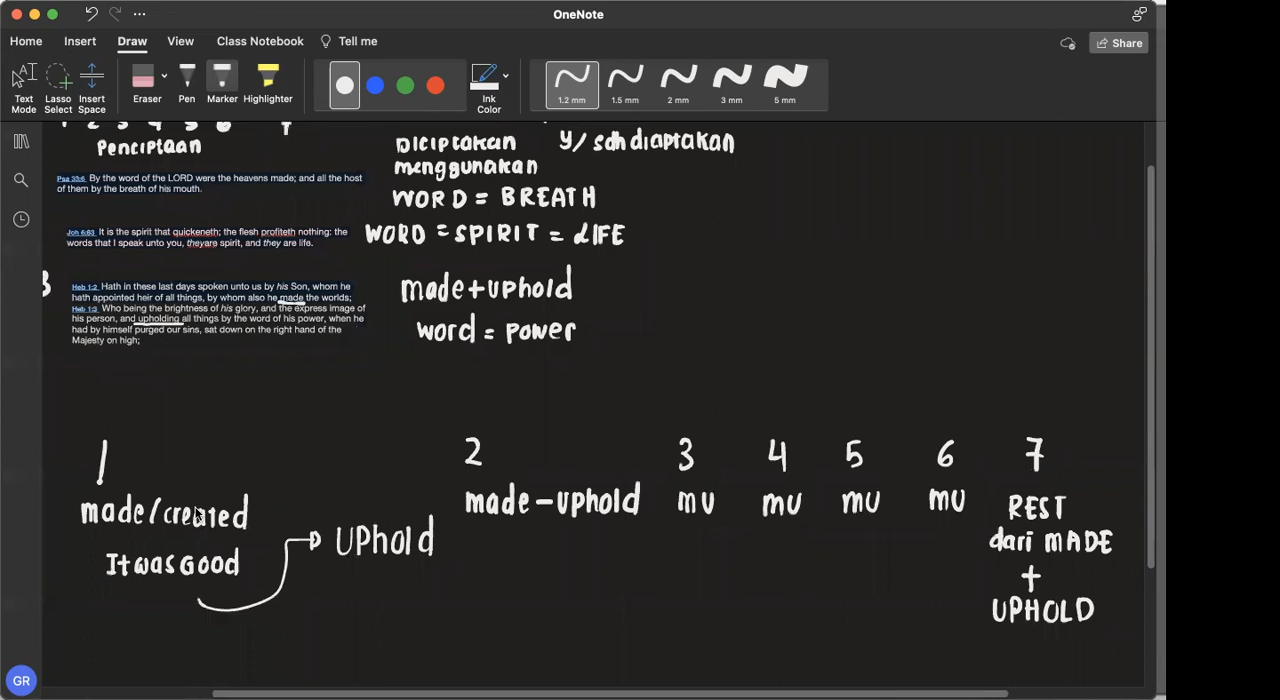 OneNote
Home Insert Draw View Class Notebook Tell me
Share
Text Mode
Lasso Select
Insert Space
Eraser
Pen
Marker
Highlighter
Ink Color
1.2 mm
1.5 mm
2 mm
3 mm
5 mm
Penciptaan
Diciptakan
menggunakan
Y/ sdh diciptakan
WORD = BREATH
Psa 33:6 By the word of the LORD were the heavens made; and all the host
of them by the breath of his mouth.
Joh 6:63 It is the spirit that quickeneth; the flesh profiteth nothing: the
words that I speak unto you, theyare spirit, and they are life.
WORD = SPIRIT = LIFE
Heb 1:2 Hath in these last days spoken unto us by his Son, whom he
hath appointed heir of all things, by whom also he made the worlds;
Heb 1:3 Who being the brightness of his glory, and the express image of
his person, and upholding all things by the word of his power, when he
had by himself purged our sins, sat down on the right hand of the
Majesty on high;
made + uphold
word = power
1 2 3 4 5 6 7
made/created
It was Good
UPhold
made - uphold
mu mu mu mu
REST
dari MADE
+
UPHOLD
GR